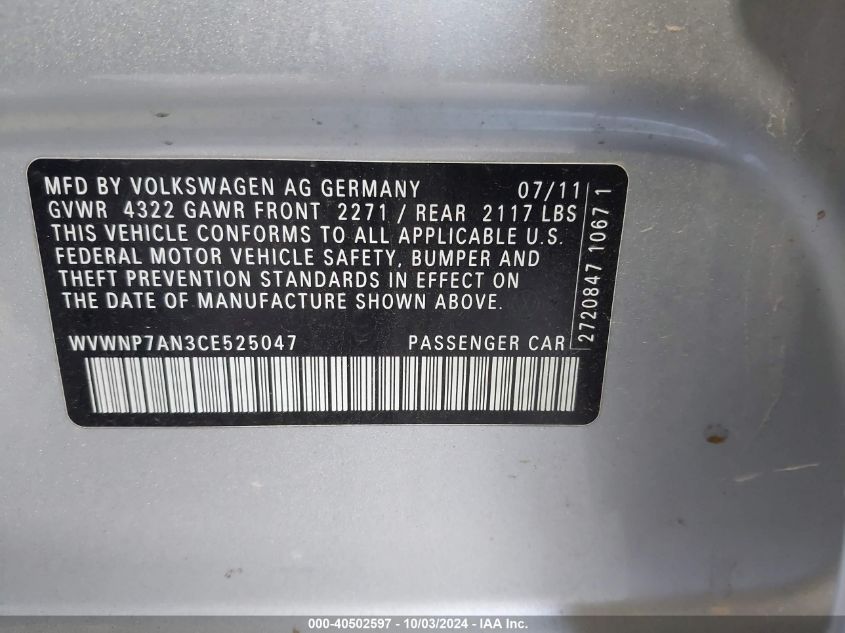 MFD BY VOLKSWAGEN AG GERMANY 07/11
GVWR 4322 GAWR FRONT 2271 / REAR 2117 LBS
THIS VEHICLE CONFORMS TO ALL APPLICABLE U.S.
FEDERAL MOTOR VEHICLE SAFETY, BUMPER AND
THEFT PREVENTION STANDARDS IN EFFECT ON
THE DATE OF MANUFACTURE SHOWN ABOVE.
WVWNP7AN3CE525047 PASSENGER CAR
2720847 1067 1
000-40502597 - 10/03/2024 - IAA Inc.